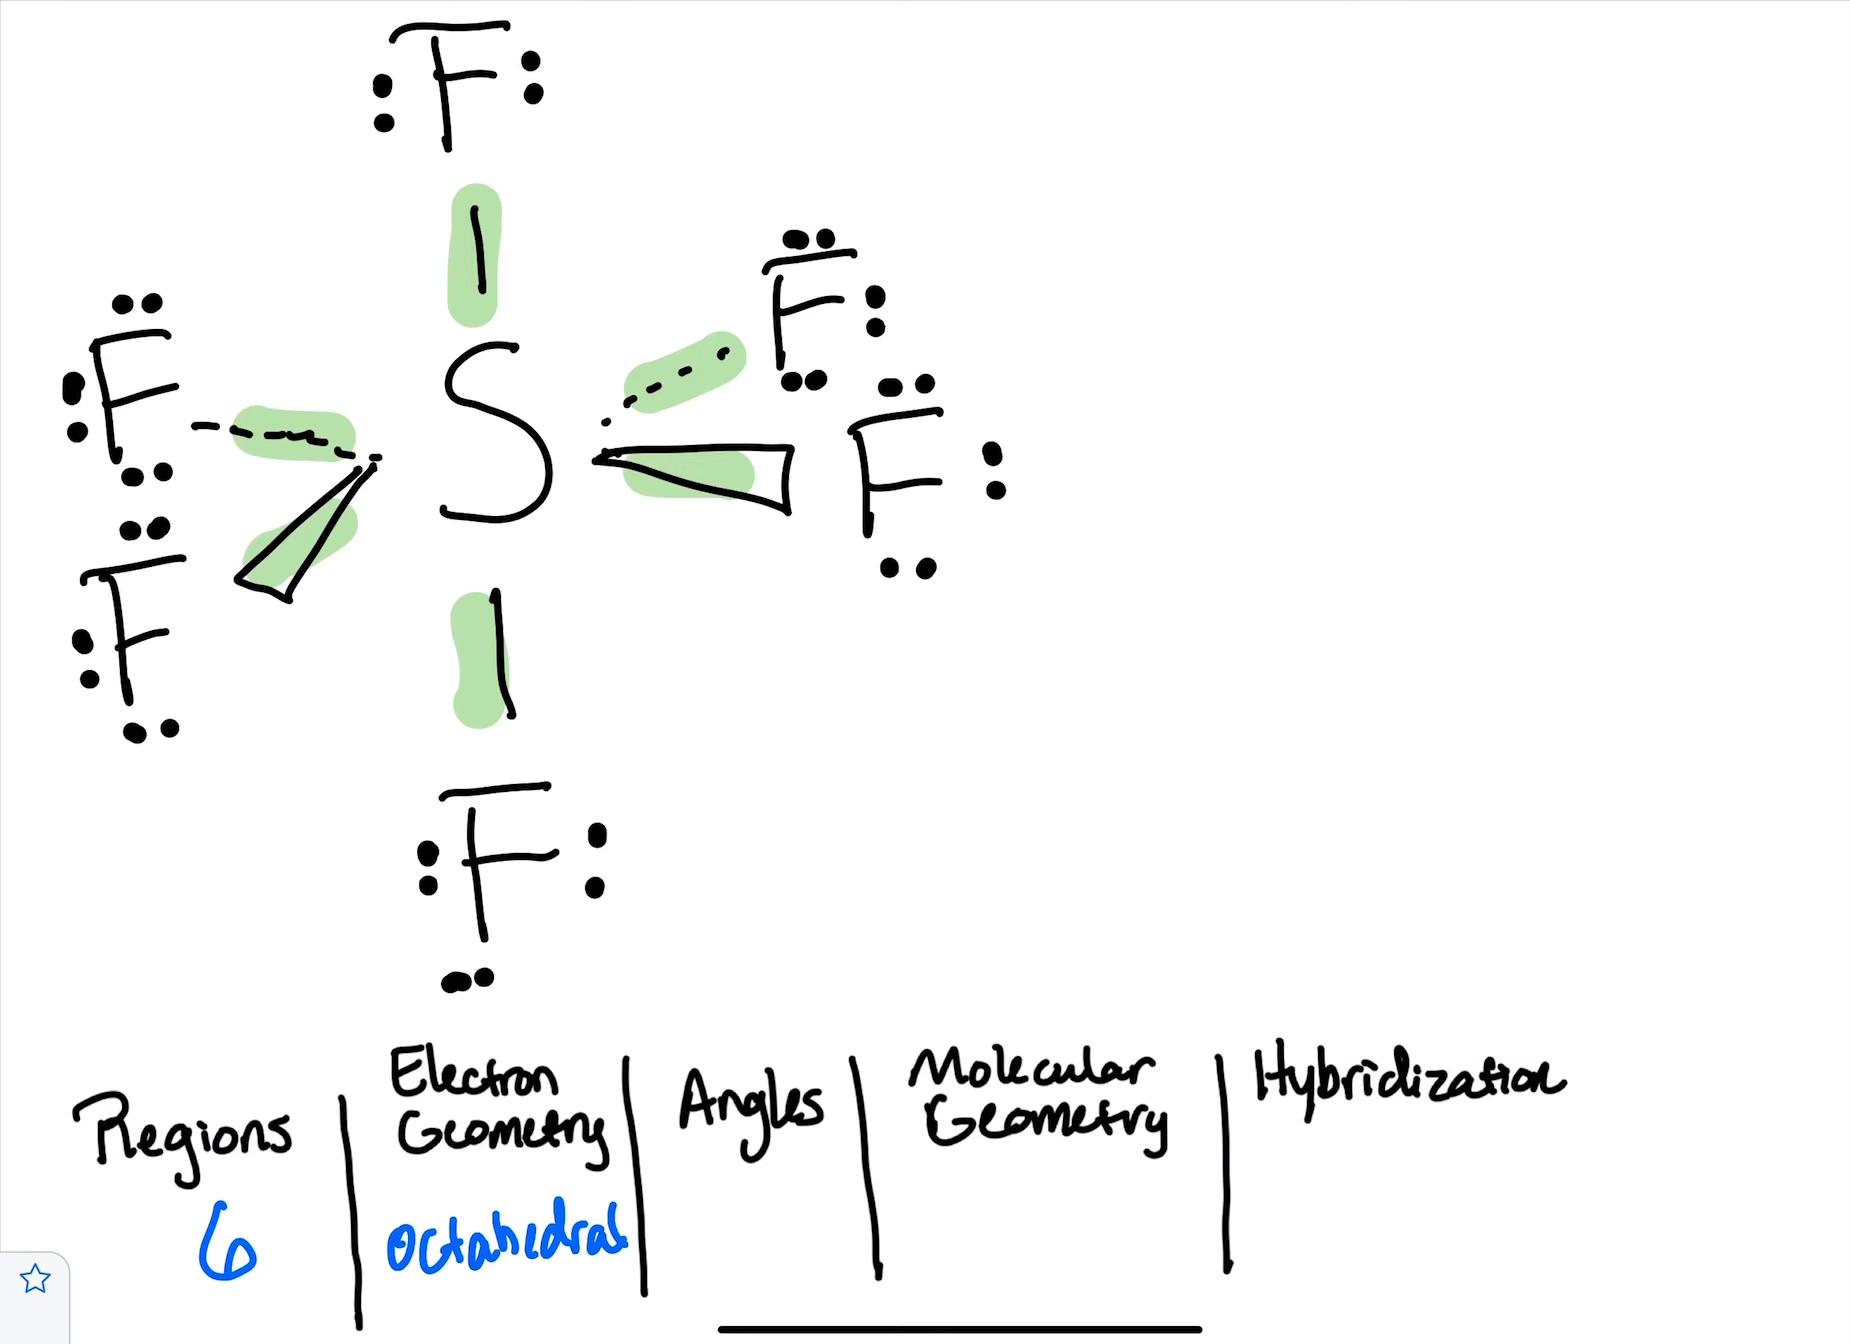 F
F
F
S
F
F
F
Regions | Electron Geometry | Angles | Molecular Geometry | Hybridization
6 | octahedral